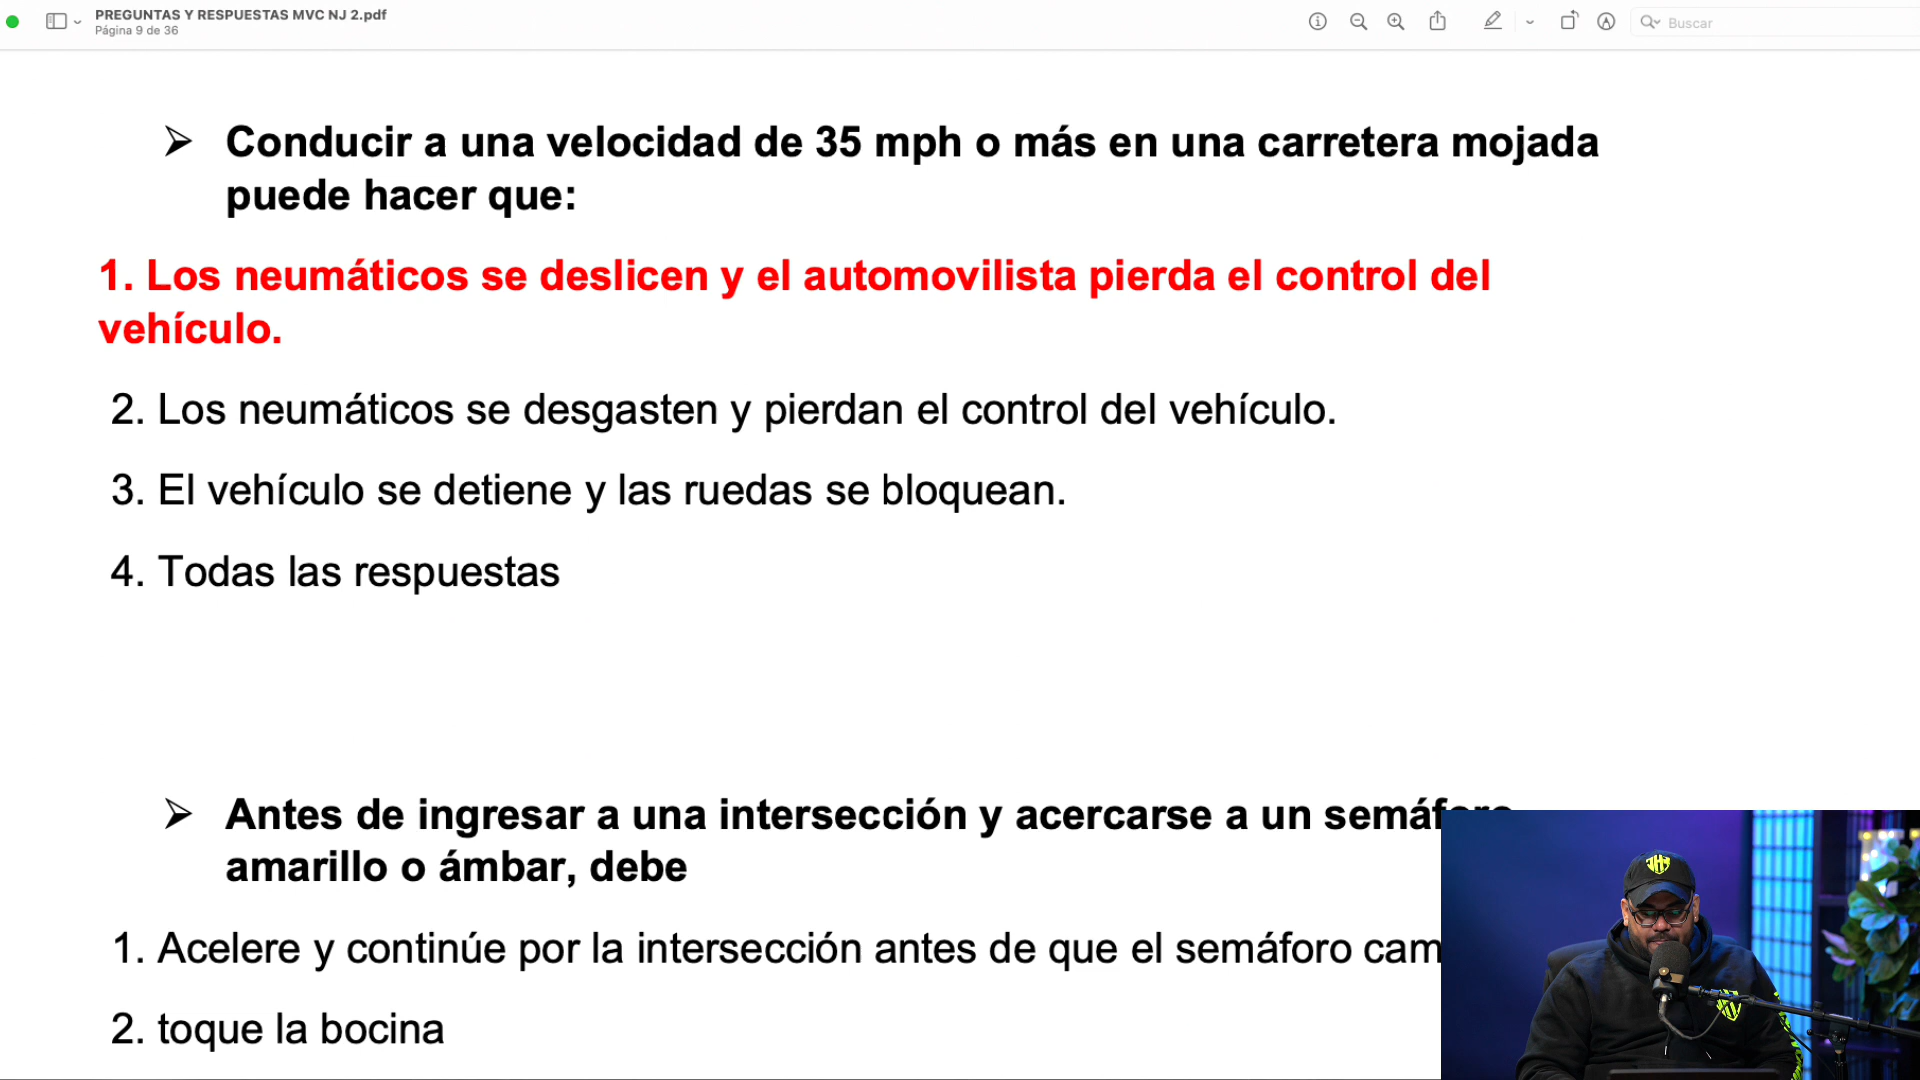 PREGUNTAS Y RESPUESTAS MVC NJ 2.pdf
Página 9 de 36
Buscar
➢ Conducir a una velocidad de 35 mph o más en una carretera mojada
puede hacer que:
1. Los neumáticos se deslicen y el automovilista pierda el control del
vehículo.
2. Los neumáticos se desgasten y pierdan el control del vehículo.
3. El vehículo se detiene y las ruedas se bloquean.
4. Todas las respuestas
➢ Antes de ingresar a una intersección y acercarse a un semáforo
amarillo o ámbar, debe
1. Acelere y continúe por la intersección antes de que el semáforo cam
2. toque la bocina